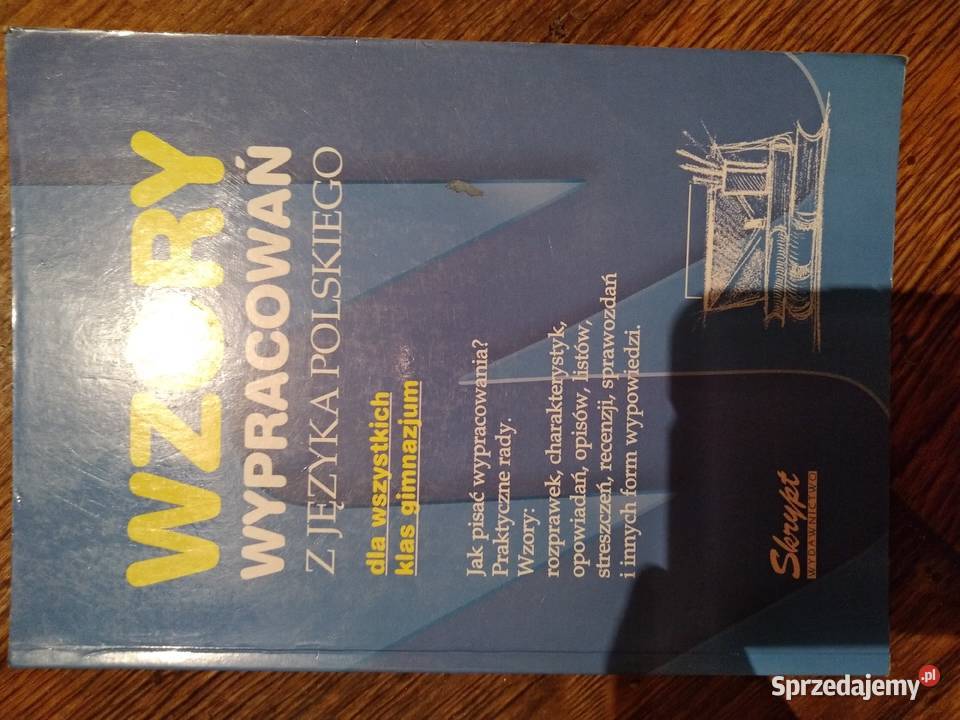 WZORY
WYPRACOWAŃ
Z JĘZYKA POLSKIEGO
dla wszystkich
klas gimnazjum
Jak pisać wypracowania?
Praktyczne rady.
Wzory:
rozprawek, charakterystyk,
opowiadań, opisów, listów,
streszczeń, recenzji, sprawozdań
i innych form wypowiedzi.
Skrypt
WYDAWNICTWO
Sprzedajemy.pl